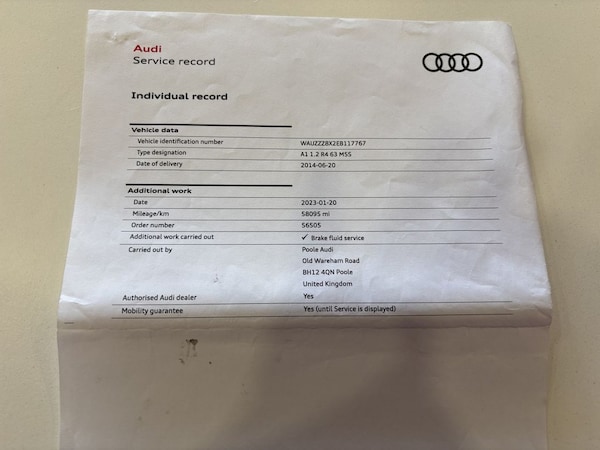 Audi
Service record
Individual record
Vehicle data
Vehicle identification number WAUZZZ8X2EB117767
Type designation A1 1.2 R4 63 M5S
Date of delivery 2014-06-20
Additional work
Date 2023-01-20
Mileage/km 58095 mi
Order number 56505
Additional work carried out ✓ Brake fluid service
Carried out by Poole Audi
Old Wareham Road
BH12 4QN Poole
United Kingdom
Authorised Audi dealer Yes
Mobility guarantee Yes (until Service is displayed)